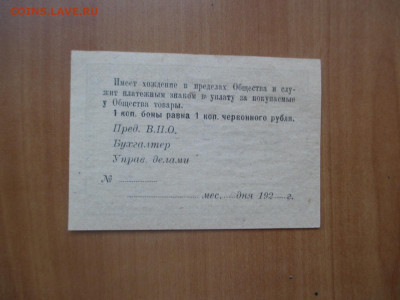 COINS.LAVE.RU
Имеет хождение в пределах Общества и слу-
жит платежным знаком в уплату за покупаемые
у Общества товары.
1 коп. боны равна 1 коп. червонного рубля.
Пред. В.П.О.
Бухгалтер
Управ. делами
№
мес. дня 192 г.